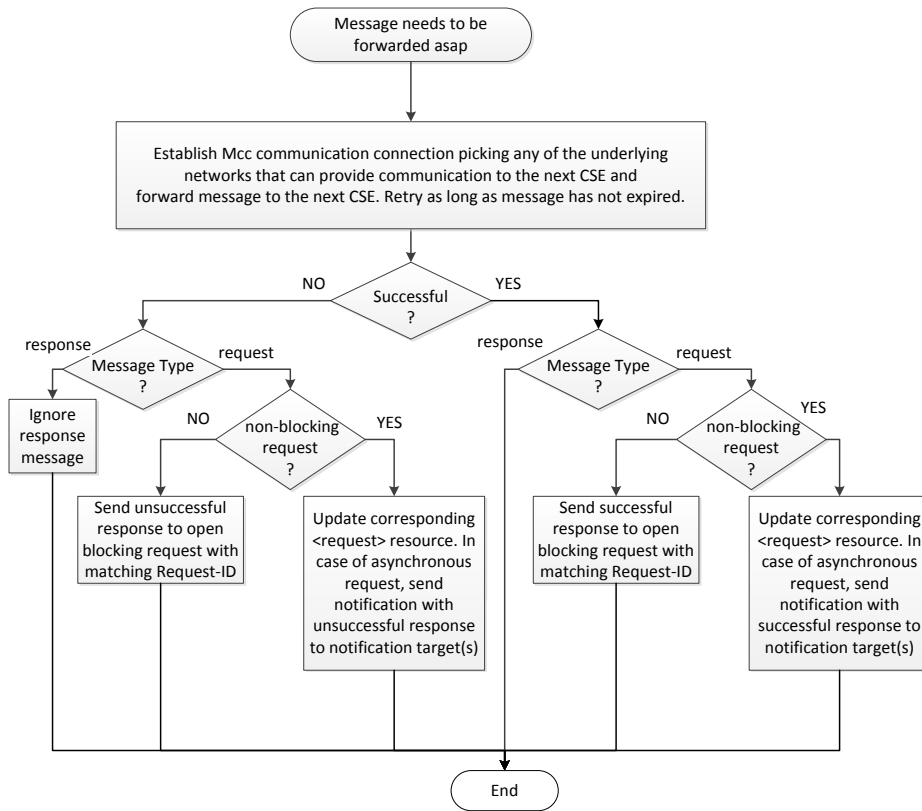 Message needs to be
forwarded asap
Establish Mcc communication connection picking any of the underlying
networks that can provide communication to the next CSE and
forward message to the next CSE. Retry as long as message has not expired.
NO
Successful
?
YES
response
Message Type
?
request
response
Message Type
?
request
Ignore
response
message
NO
non-blocking
request
?
YES
NO
non-blocking
request
?
YES
Send unsuccessful
response to open
blocking request with
matching Request-ID
Update corresponding
<request> resource. In
case of asynchronous
request, send
notification with
unsuccessful response
to notification target(s)
Send successful
response to open
blocking request with
matching Request-ID
Update corresponding
<request> resource. In
case of asynchronous
request, send
notification with
successful response to
notification target(s)
End